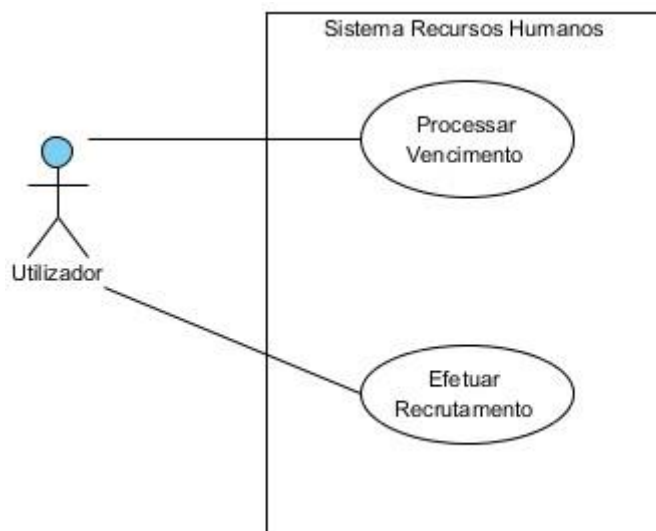 Sistema Recursos Humanos
Processar
Vencimento
Utilizador
Efetuar
Recrutamento